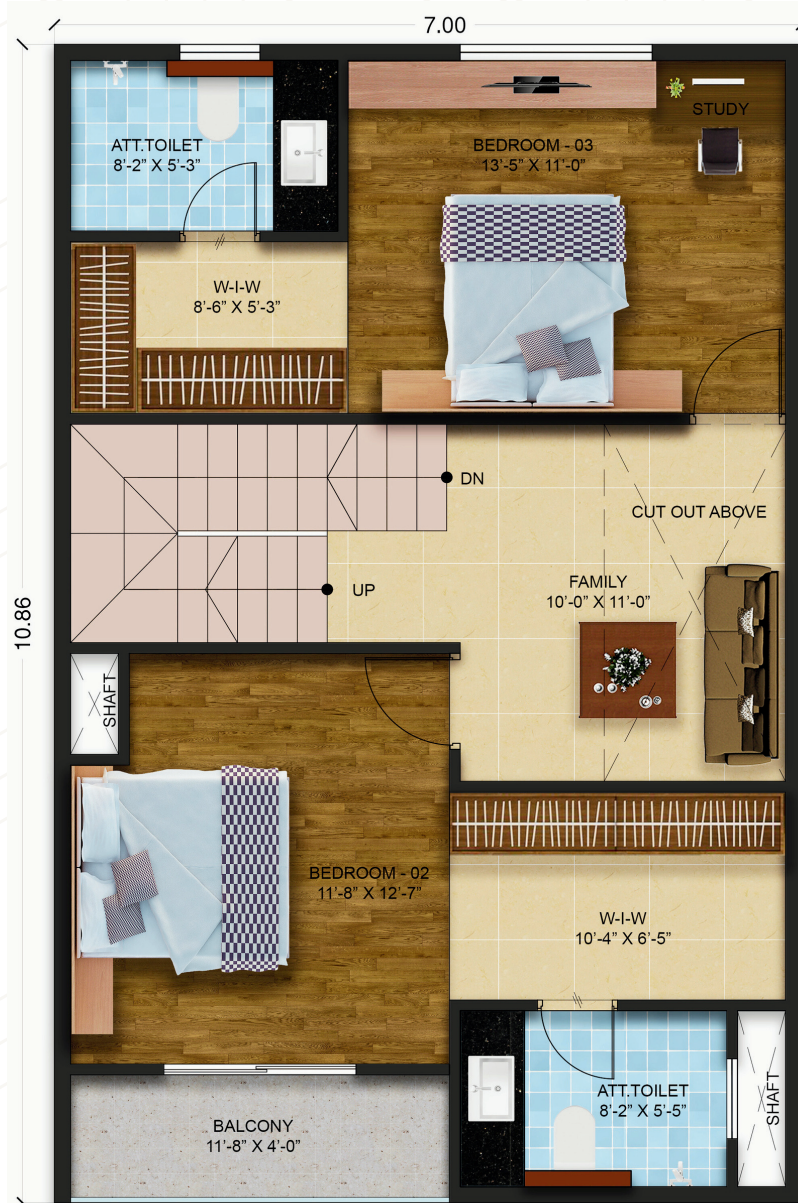 7.00
10.86
ATT.TOILET
8'-2" X 5'-3"
BEDROOM - 03
13'-5" X 11'-0"
STUDY
W-I-W
8'-6" X 5'-3"
DN
CUT OUT ABOVE
UP
FAMILY
10'-0" X 11'-0"
SHAFT
BEDROOM - 02
11'-8" X 12'-7"
W-I-W
10'-4" X 6'-5"
ATT.TOILET
8'-2" X 5'-5"
SHAFT
BALCONY
11'-8" X 4'-0"